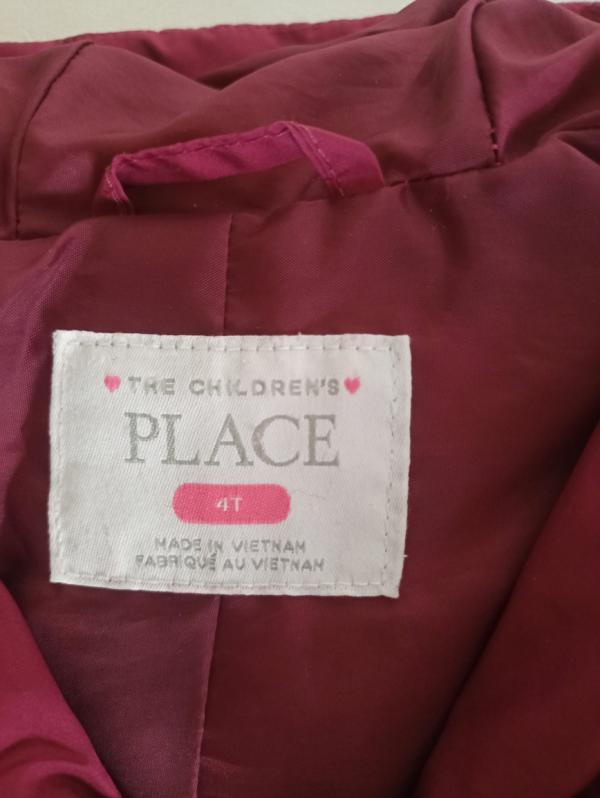 THE CHILDREN'S
PLACE
4T
MADE IN VIETNAM
FABRIQUÉ AU VIETNAM